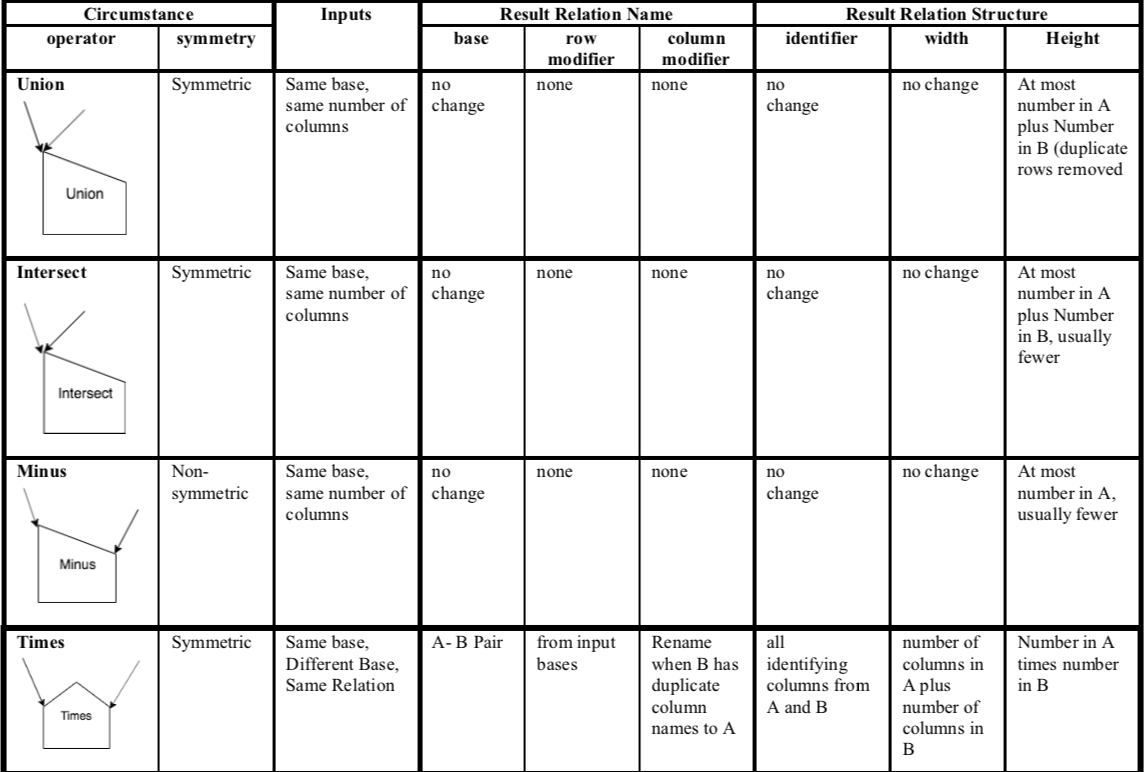 Circumstance Inputs Result Relation Name Result Relation Structure
operator symmetry base row modifier column modifier identifier width Height
Union Symmetric Same base, no none none no no change At most
same number of change change number in A
columns plus Number
in B (duplicate
rows removed
Union
Intersect Symmetric Same base, no none none no no change At most
same number of change change number in A
columns plus Number
in B, usually
fewer
Intersect
Minus Non- Same base, no none none no no change At most
symmetric same number of change change number in A,
columns usually fewer
Minus
Times Symmetric Same base, A- B Pair from input Rename all number of Number in A
Different Base, bases when B has identifying columns in times number
Same Relation duplicate columns from A plus in B
column A and B number of
names to A columns in
B
Times